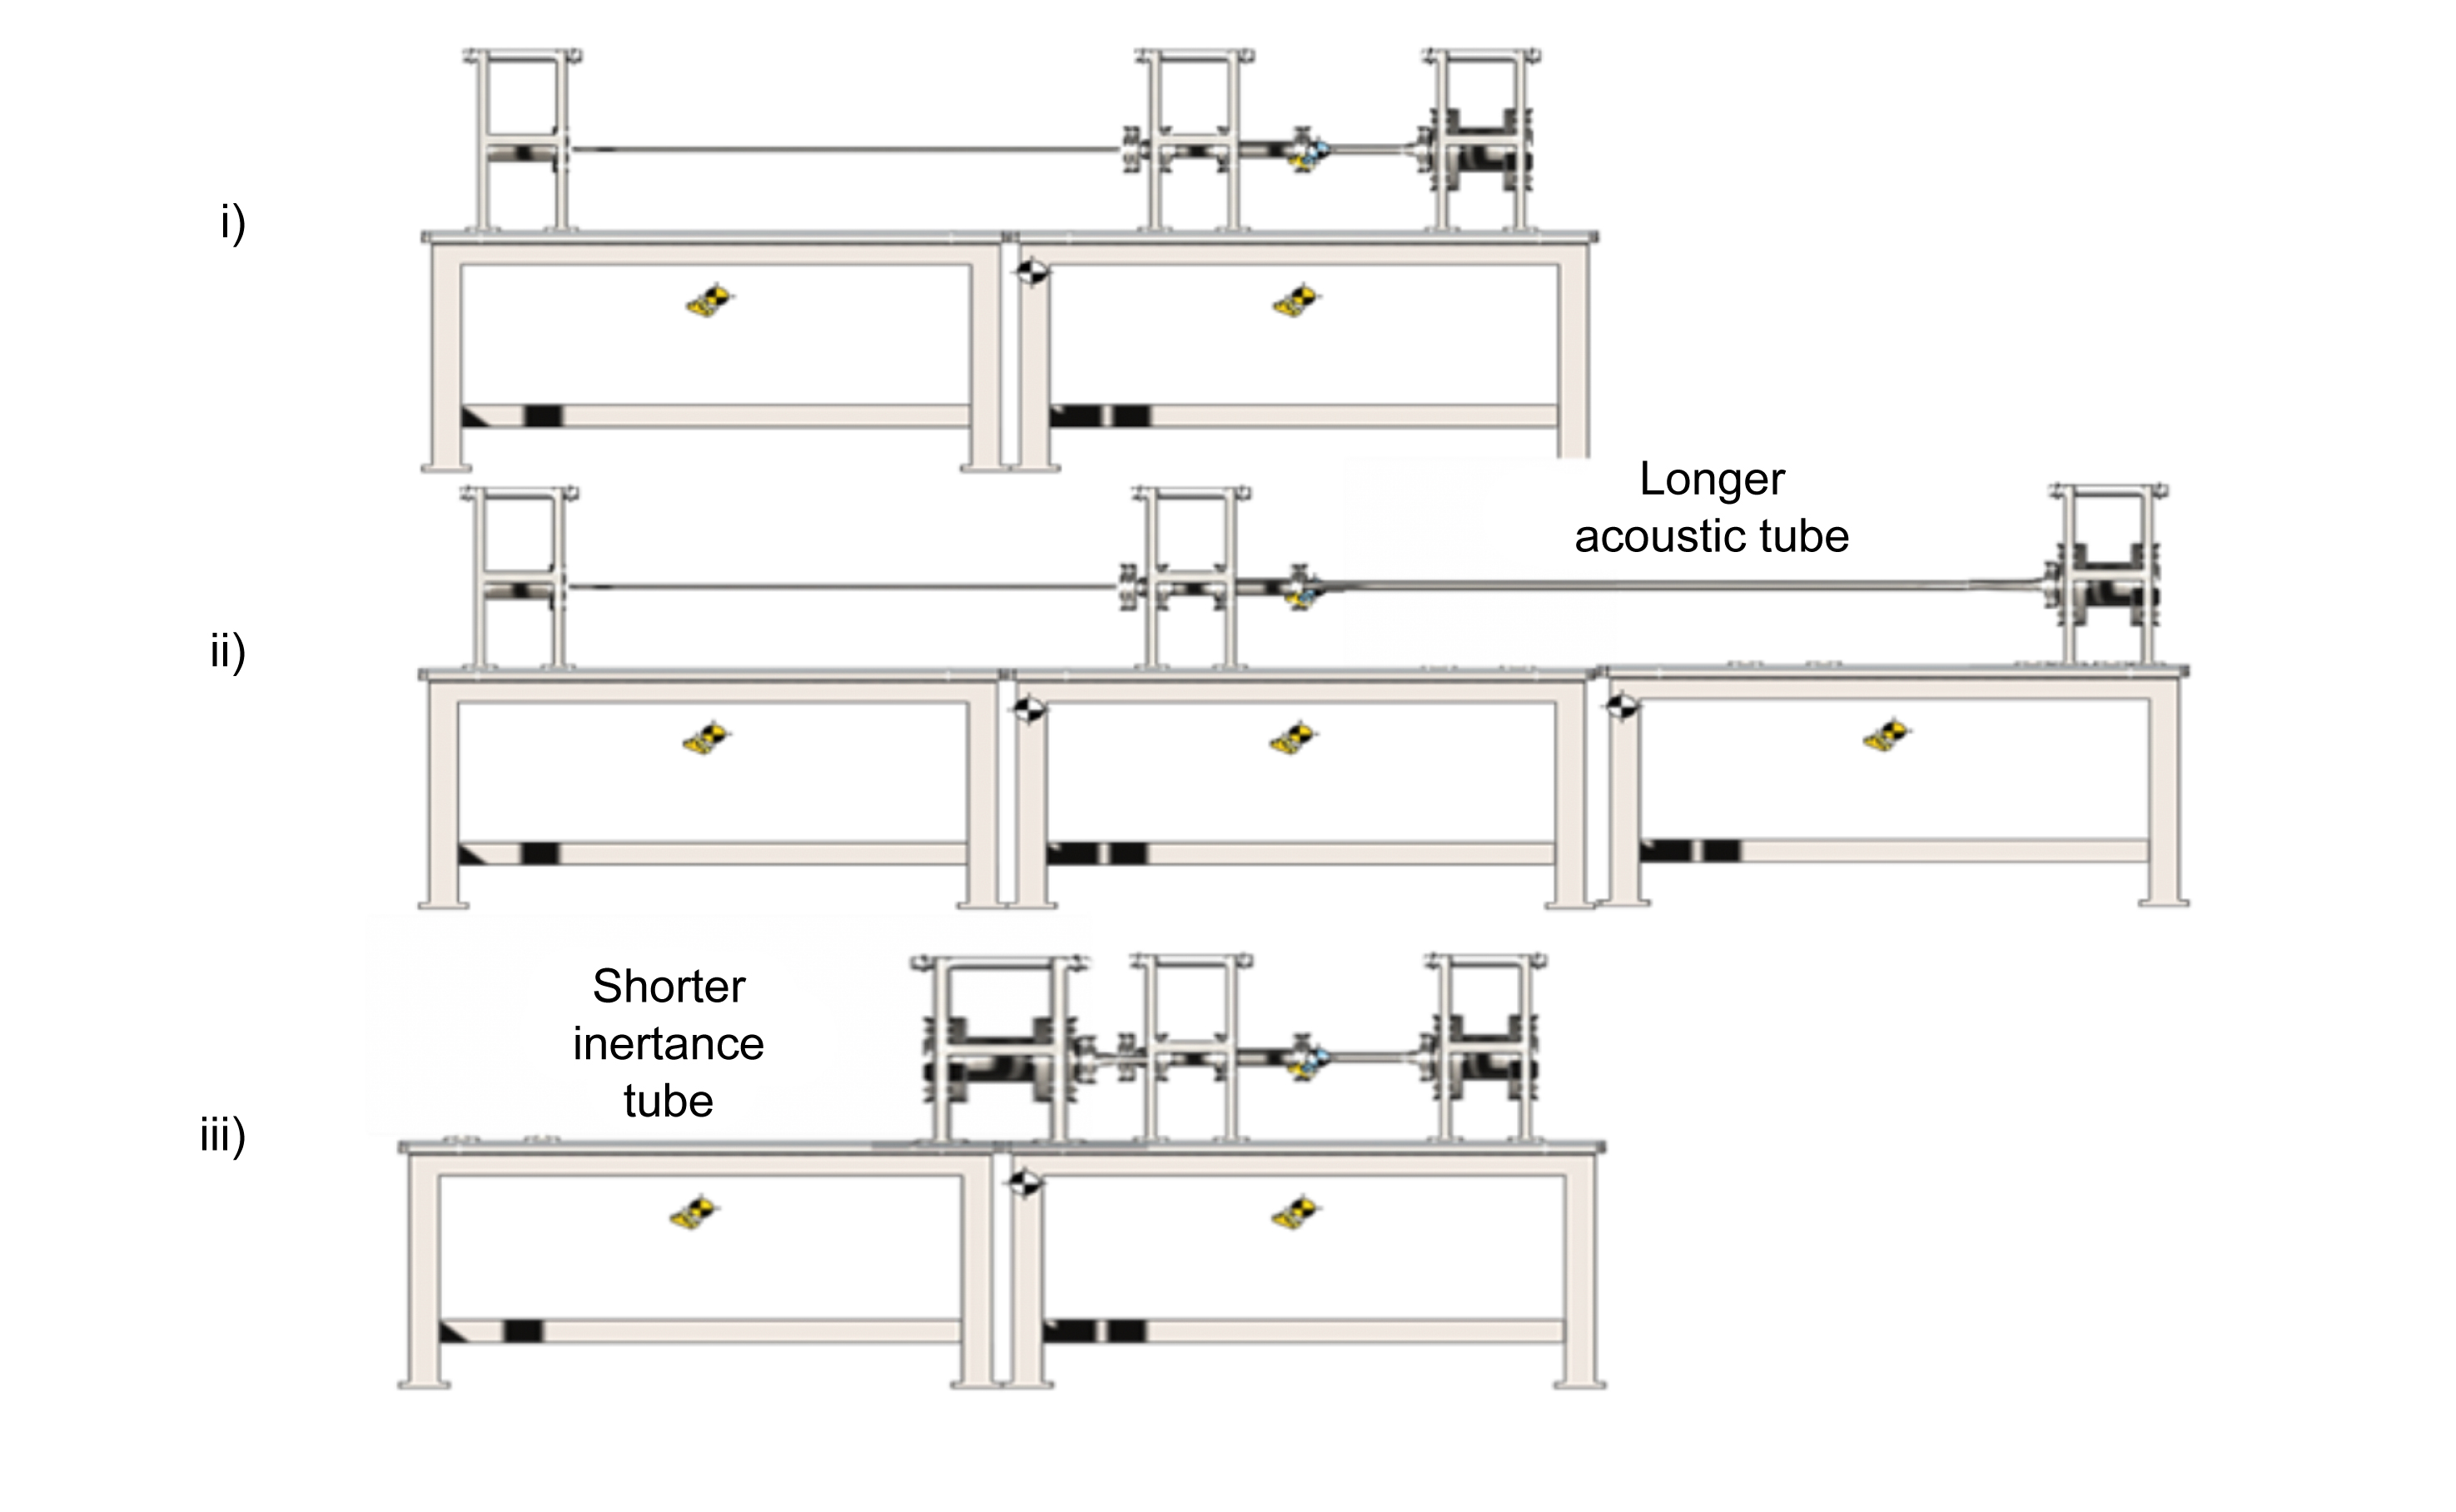 i)
Longer
acoustic tube
ii)
Shorter
inertance
tube
iii)